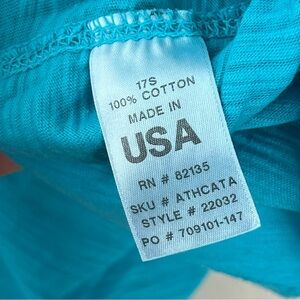 17S
100% COTTON
MADE IN
USA
RN # 82135
SKU # ATHCATA
STYLE # 22032
PO # 709101-147